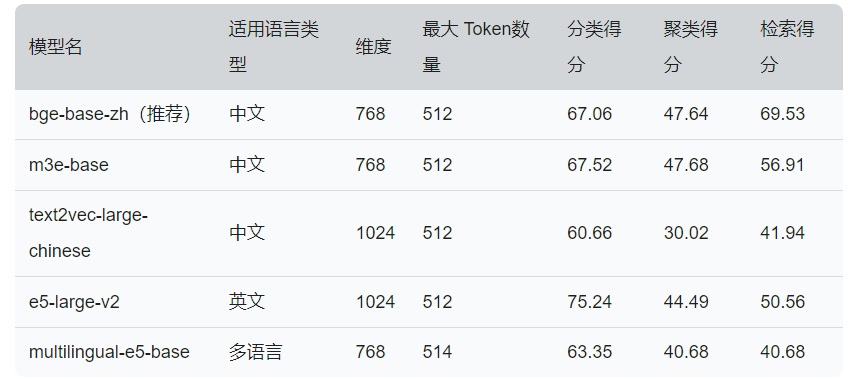 模型名 适用语言类型 维度 最大 Token数量 分类得分 聚类得分 检索得分
bge-base-zh（推荐） 中文 768 512 67.06 47.64 69.53
m3e-base 中文 768 512 67.52 47.68 56.91
text2vec-large-chinese 中文 1024 512 60.66 30.02 41.94
e5-large-v2 英文 1024 512 75.24 44.49 50.56
multilingual-e5-base 多语言 768 514 63.35 40.68 40.68